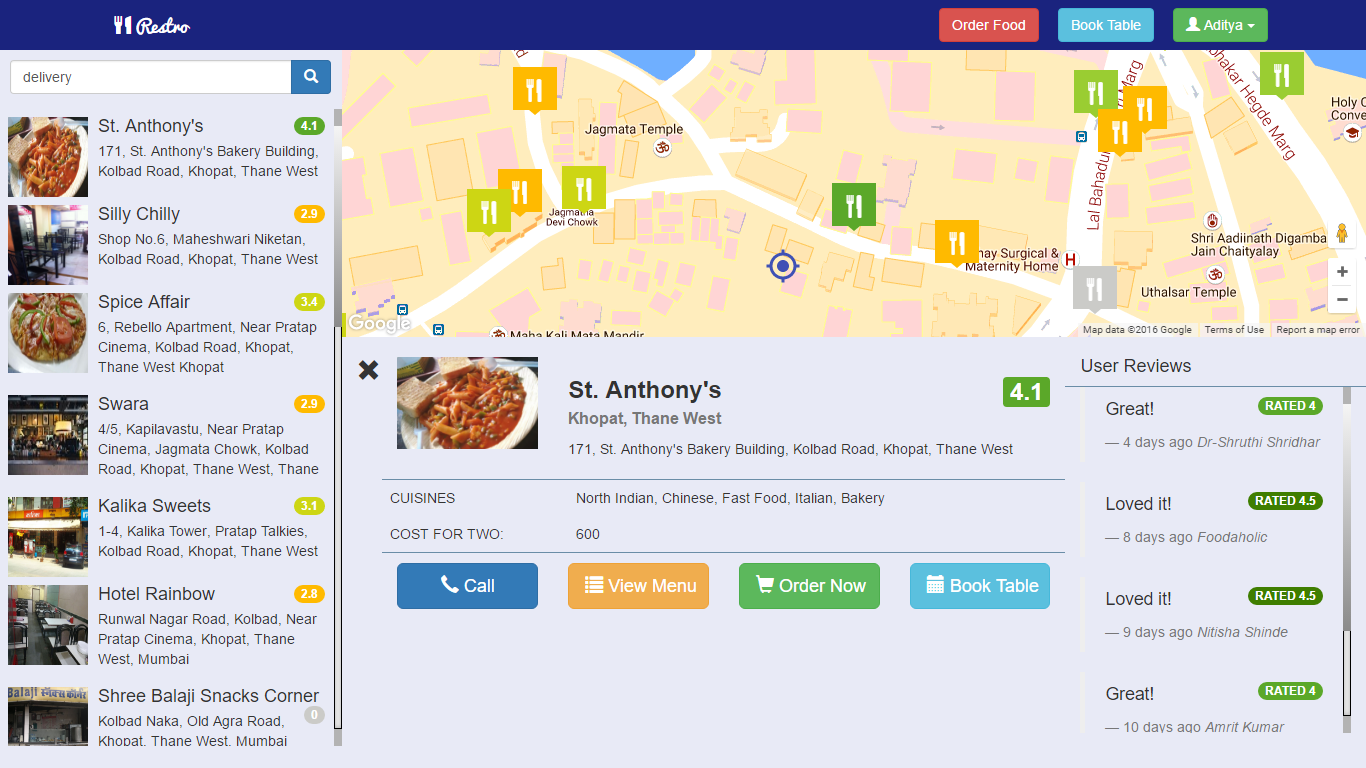 Restro
Order Food
Book Table
Aditya
delivery
St. Anthony's
4.1
171, St. Anthony's Bakery Building,
Kolbad Road, Khopat, Thane West
Silly Chilly
2.9
Shop No.6, Maheshwari Niketan,
Kolbad Road, Khopat, Thane West
Spice Affair
3.4
6, Rebello Apartment, Near Pratap
Cinema, Kolbad Road, Khopat,
Thane West Khopat
Swara
2.9
4/5, Kapilavastu, Near Pratap
Cinema, Jagmata Chowk, Kolbad
Road, Khopat, Thane West, Thane
Kalika Sweets
3.1
1-4, Kalika Tower, Pratap Talkies,
Kolbad Road, Khopat, Thane West
Hotel Rainbow
2.8
Runwal Nagar Road, Kolbad, Near
Pratap Cinema, Khopat, Thane
West, Mumbai
Shree Balaji Snacks Corner
0
Kolbad Naka, Old Agra Road,
Khopat, Thane West, Mumbai
Jagmata Temple
Jagmata
Devi Chowk
Surgical &
Maternity Home
H
Lal Bahadur
Marg
Hegde Marg
Holy
Conve
Shri Aadiinath Digamba
Jain Chaityalay
Uthalsar Temple
Maha Kali Mata Mandir
Google
+
−
Map data ©2016 Google
Terms of Use
Report a map error
St. Anthony's
4.1
Khopat, Thane West
171, St. Anthony's Bakery Building, Kolbad Road, Khopat, Thane West
CUISINES
North Indian, Chinese, Fast Food, Italian, Bakery
COST FOR TWO:
600
Call
View Menu
Order Now
Book Table
User Reviews
Great!
RATED 4
— 4 days ago Dr-Shruthi Shridhar
Loved it!
RATED 4.5
— 8 days ago Foodaholic
Loved it!
RATED 4.5
— 9 days ago Nitisha Shinde
Great!
RATED 4
— 10 days ago Amrit Kumar